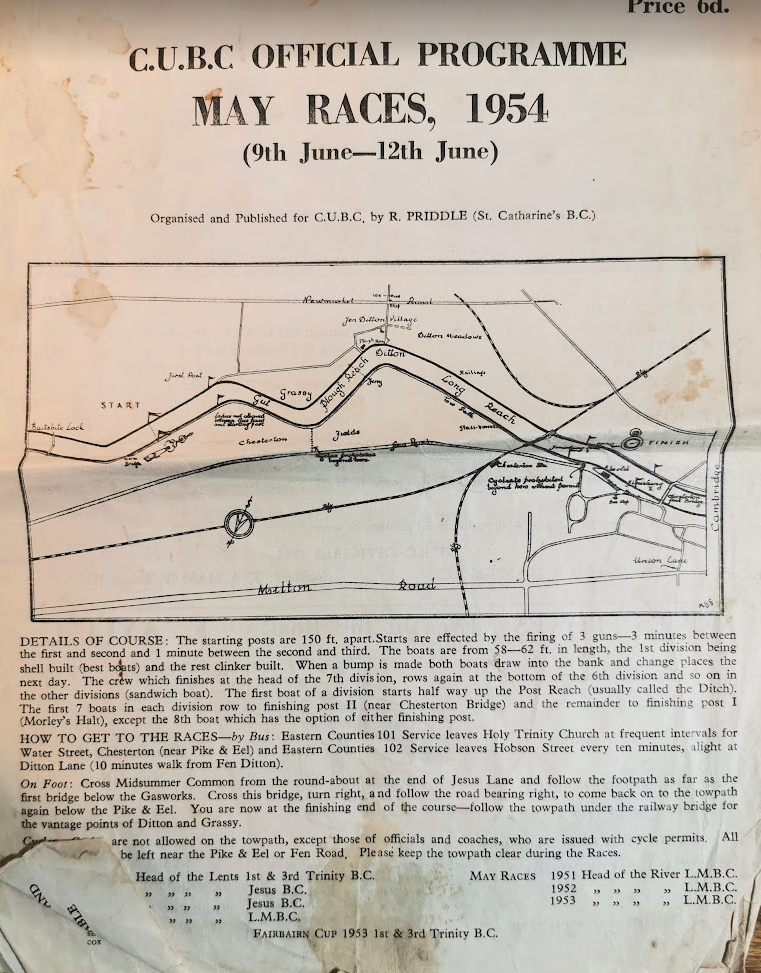 Price 6d.
C.U.B.C OFFICIAL PROGRAMME
MAY RACES, 1954
(9th June—12th June)
Organised and Published for C.U.B.C. by R. PRIDDLE (St. Catharine's B.C.)
Newmarket Road
Fen Ditton Village
Ditton Meadows
Plough Reach
Ditton
First Post
Railings
START
Gut
Grassy
Long Reach
Ferry
Tow Path
Baitsbite Lock
Chesterton
Fields
Fen Road
Rly
FINISH
Chesterton Sta.
Cyclists prohibited
beyond here without permit
Cambridge
Rly
Rly
Union Lane
Milton Road
DETAILS OF COURSE: The starting posts are 150 ft. apart.Starts are effected by the firing of 3 guns—3 minutes between
the first and second and 1 minute between the second and third. The boats are from 58—62 ft. in length, the 1st division being
shell built (best boats) and the rest clinker built. When a bump is made both boats draw into the bank and change places the
next day. The crew which finishes at the head of the 7th division, rows again at the bottom of the 6th division and so on in
the other divisions (sandwich boat). The first boat of a division starts half way up the Post Reach (usually called the Ditch).
The first 7 boats in each division row to finishing post II (near Chesterton Bridge) and the remainder to finishing post I
(Morley's Halt), except the 8th boat which has the option of either finishing post.
HOW TO GET TO THE RACES—by Bus: Eastern Counties 101 Service leaves Holy Trinity Church at frequent intervals for
Water Street, Chesterton (near Pike & Eel) and Eastern Counties 102 Service leaves Hobson Street every ten minutes, alight at
Ditton Lane (10 minutes walk from Fen Ditton).
On Foot: Cross Midsummer Common from the round-about at the end of Jesus Lane and follow the footpath as far as the
first bridge below the Gasworks. Cross this bridge, turn right, and follow the road bearing right, to come back on to the towpath
again below the Pike & Eel. You are now at the finishing end of the course—follow the towpath under the railway bridge for
the vantage points of Ditton and Grassy.
are not allowed on the towpath, except those of officials and coaches, who are issued with cycle permits. All
be left near the Pike & Eel or Fen Road. Please keep the towpath clear during the Races.
Head of the Lents 1st & 3rd Trinity B.C. MAY RACES 1951 Head of the River L.M.B.C.
„ „ „ „ Jesus B.C. 1952 „ „ „ „ L.M.B.C.
„ „ „ „ Jesus B.C. 1953 „ „ „ „ L.M.B.C.
„ „ „ L.M.B.C.
FAIRBAIRN CUP 1953 1st & 3rd Trinity B.C.
AND
ABLE
COX